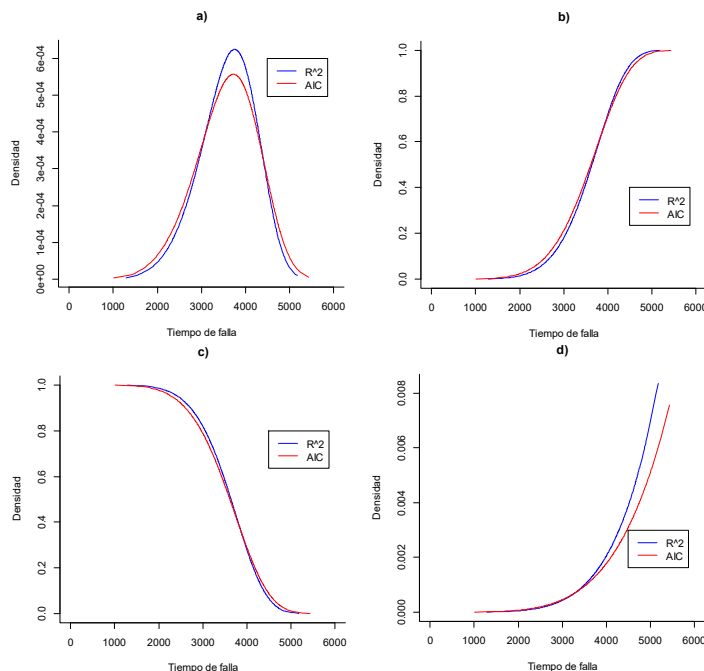 a)
Densidad
0e+00 1e-04 2e-04 3e-04 4e-04 5e-04 6e-04
R^2
AIC
0 1000 2000 3000 4000 5000 6000
Tiempo de falla
b)
Densidad
0.0 0.2 0.4 0.6 0.8 1.0
R^2
AIC
0 1000 2000 3000 4000 5000 6000
Tiempo de falla
c)
Densidad
0.0 0.2 0.4 0.6 0.8 1.0
R^2
AIC
0 1000 2000 3000 4000 5000 6000
Tiempo de falla
d)
Densidad
0.000 0.002 0.004 0.006 0.008
R^2
AIC
0 1000 2000 3000 4000 5000 6000
Tiempo de falla